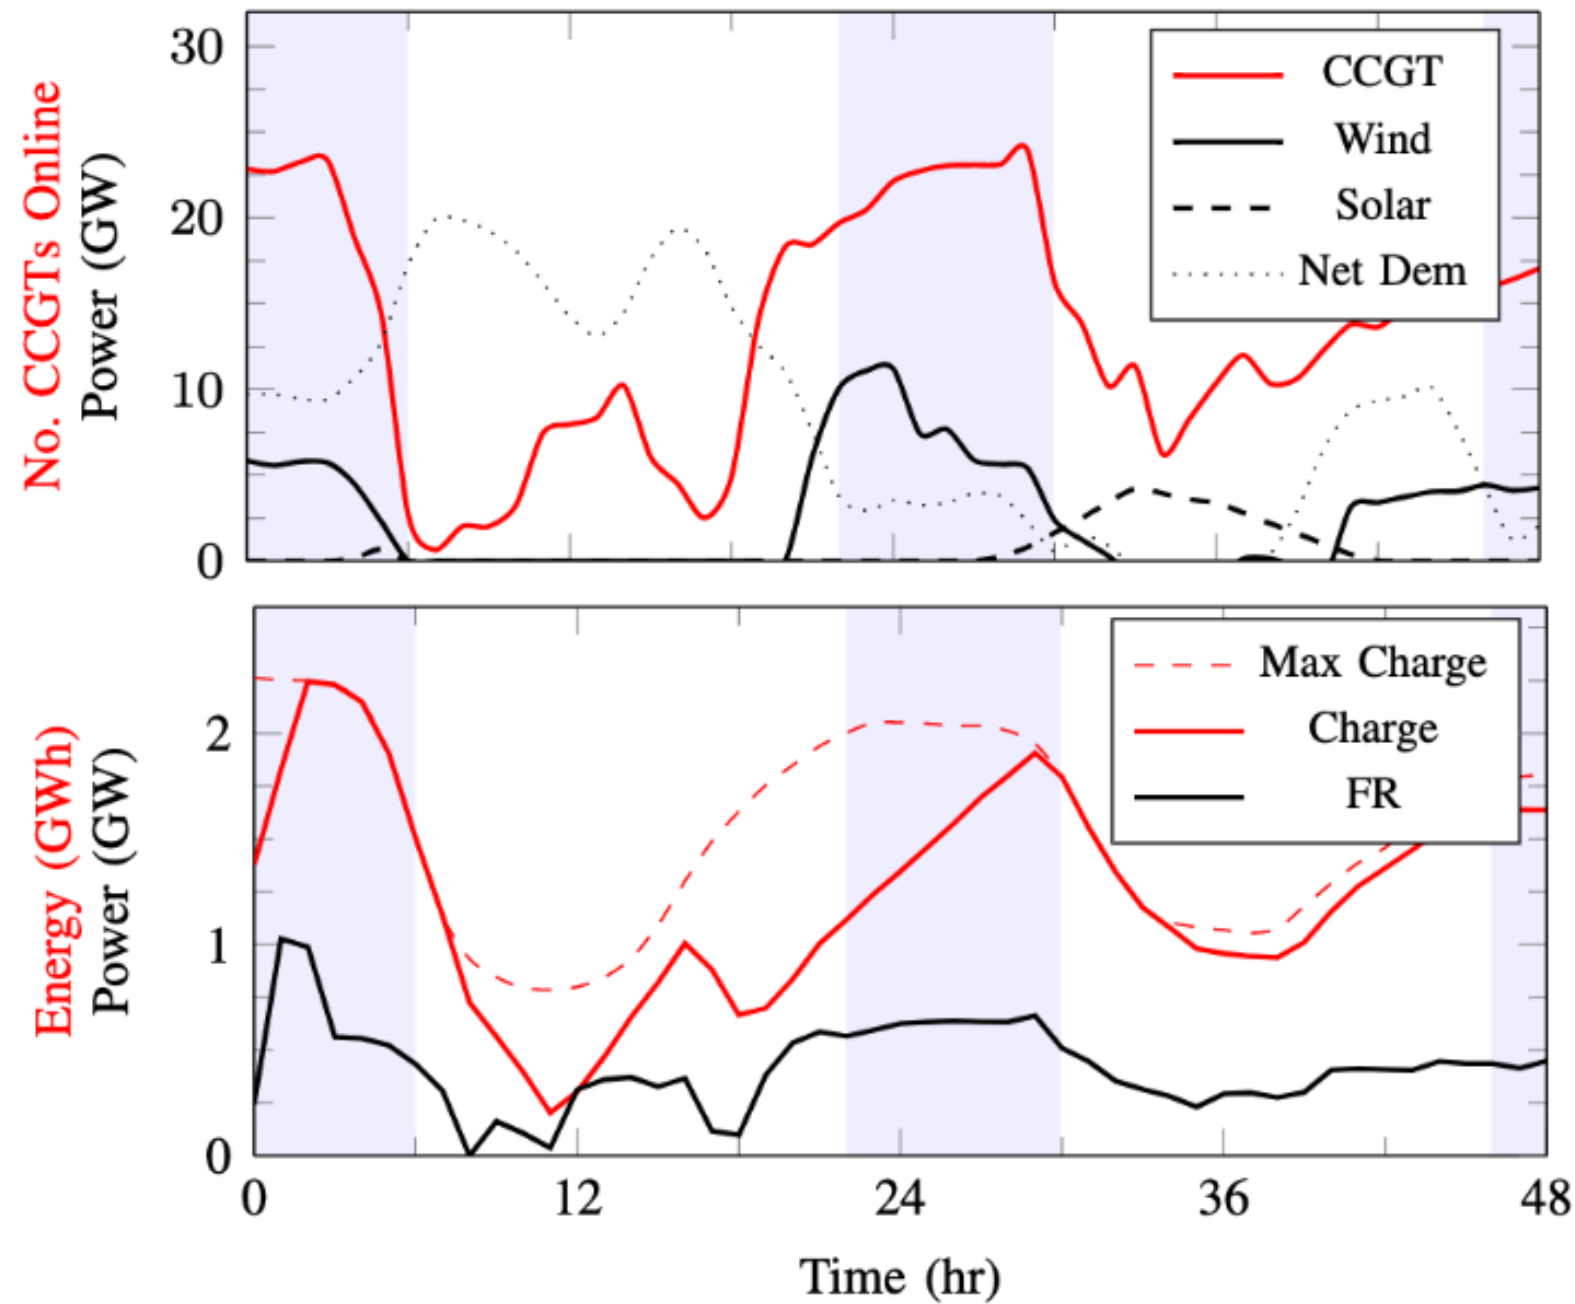 No. CCGTs Online
Power (GW)
30
20
10
0
CCGT
Wind
Solar
Net Dem
Energy (GWh)
Power (GW)
2
1
0
Max Charge
Charge
FR
0 12 24 36 48
Time (hr)